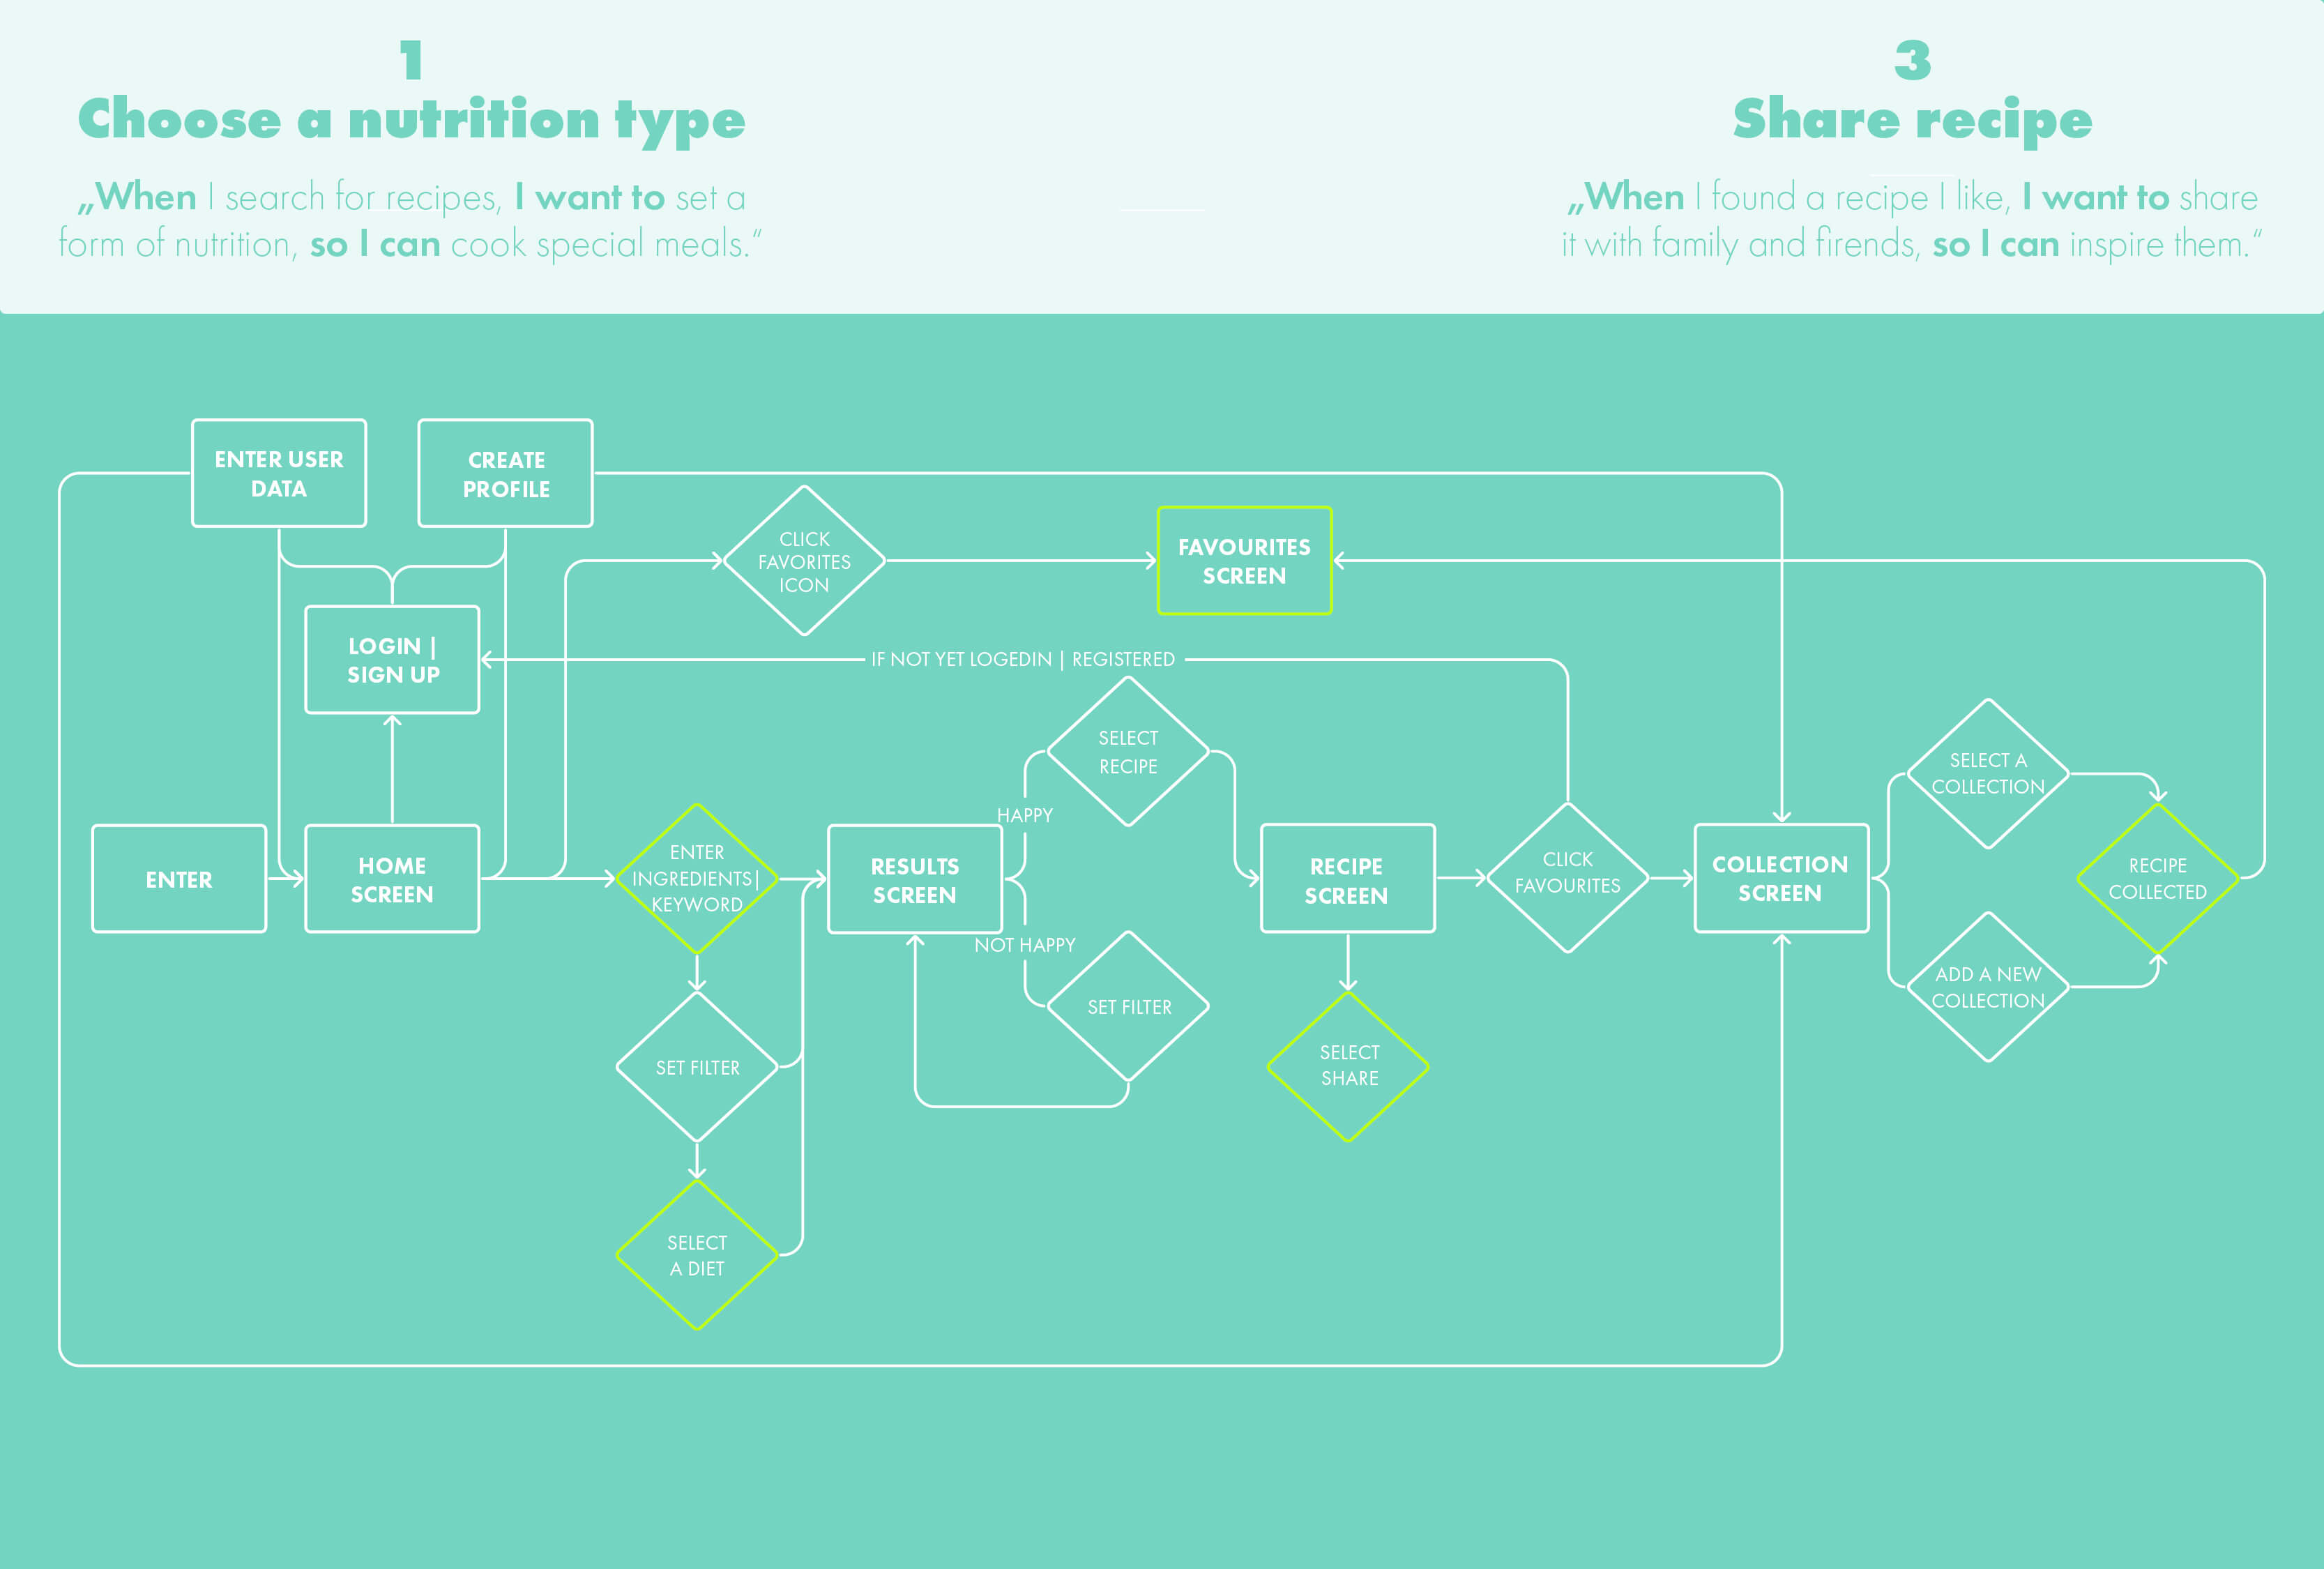 1
Choose a nutrition type
„When I search for recipes, I want to set a
form of nutrition, so I can cook special meals.“
3
Share recipe
„When I found a recipe I like, I want to share
it with family and firends, so I can inspire them.“
ENTER USER
DATA
CREATE
PROFILE
CLICK
FAVORITES
ICON
FAVOURITES
SCREEN
LOGIN |
SIGN UP
IF NOT YET LOGEDIN | REGISTERED
SELECT
RECIPE
HAPPY
SELECT A
COLLECTION
ENTER
HOME
SCREEN
ENTER
INGREDIENTS|
KEYWORD
RESULTS
SCREEN
RECIPE
SCREEN
CLICK
FAVOURITES
COLLECTION
SCREEN
RECIPE
COLLECTED
NOT HAPPY
SET FILTER
ADD A NEW
COLLECTION
SET FILTER
SELECT
SHARE
SELECT
A DIET